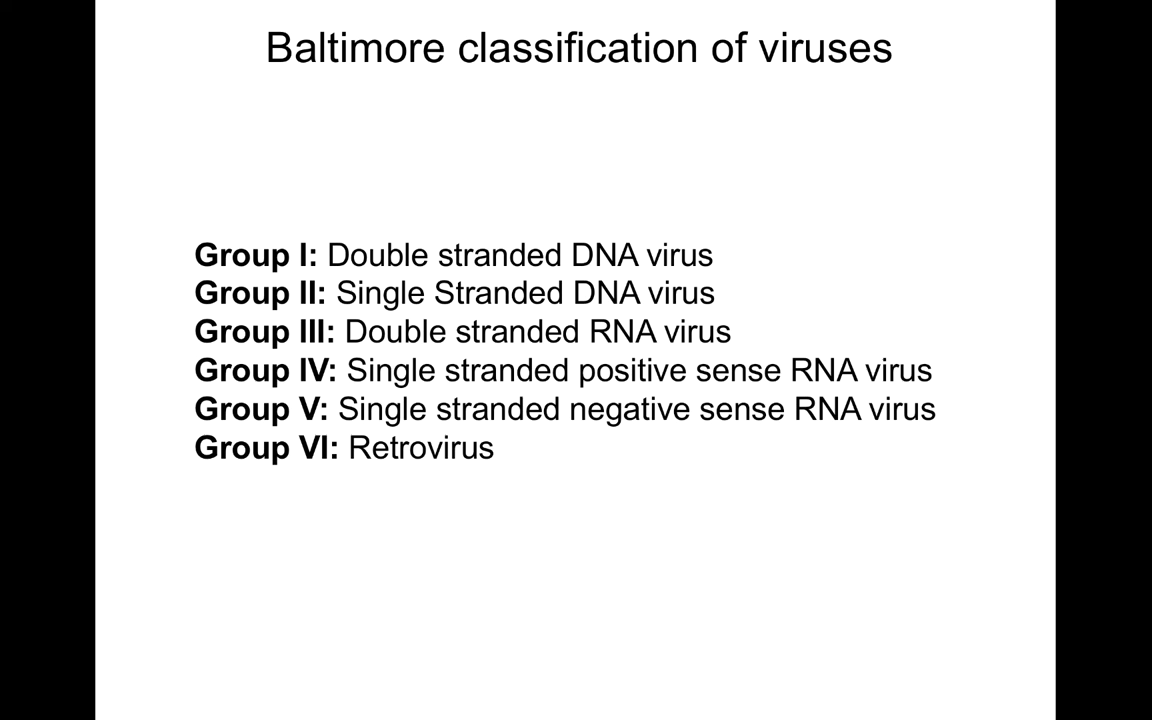 Baltimore classification of viruses
Group I: Double stranded DNA virus
Group II: Single Stranded DNA virus
Group III: Double stranded RNA virus
Group IV: Single stranded positive sense RNA virus
Group V: Single stranded negative sense RNA virus
Group VI: Retrovirus